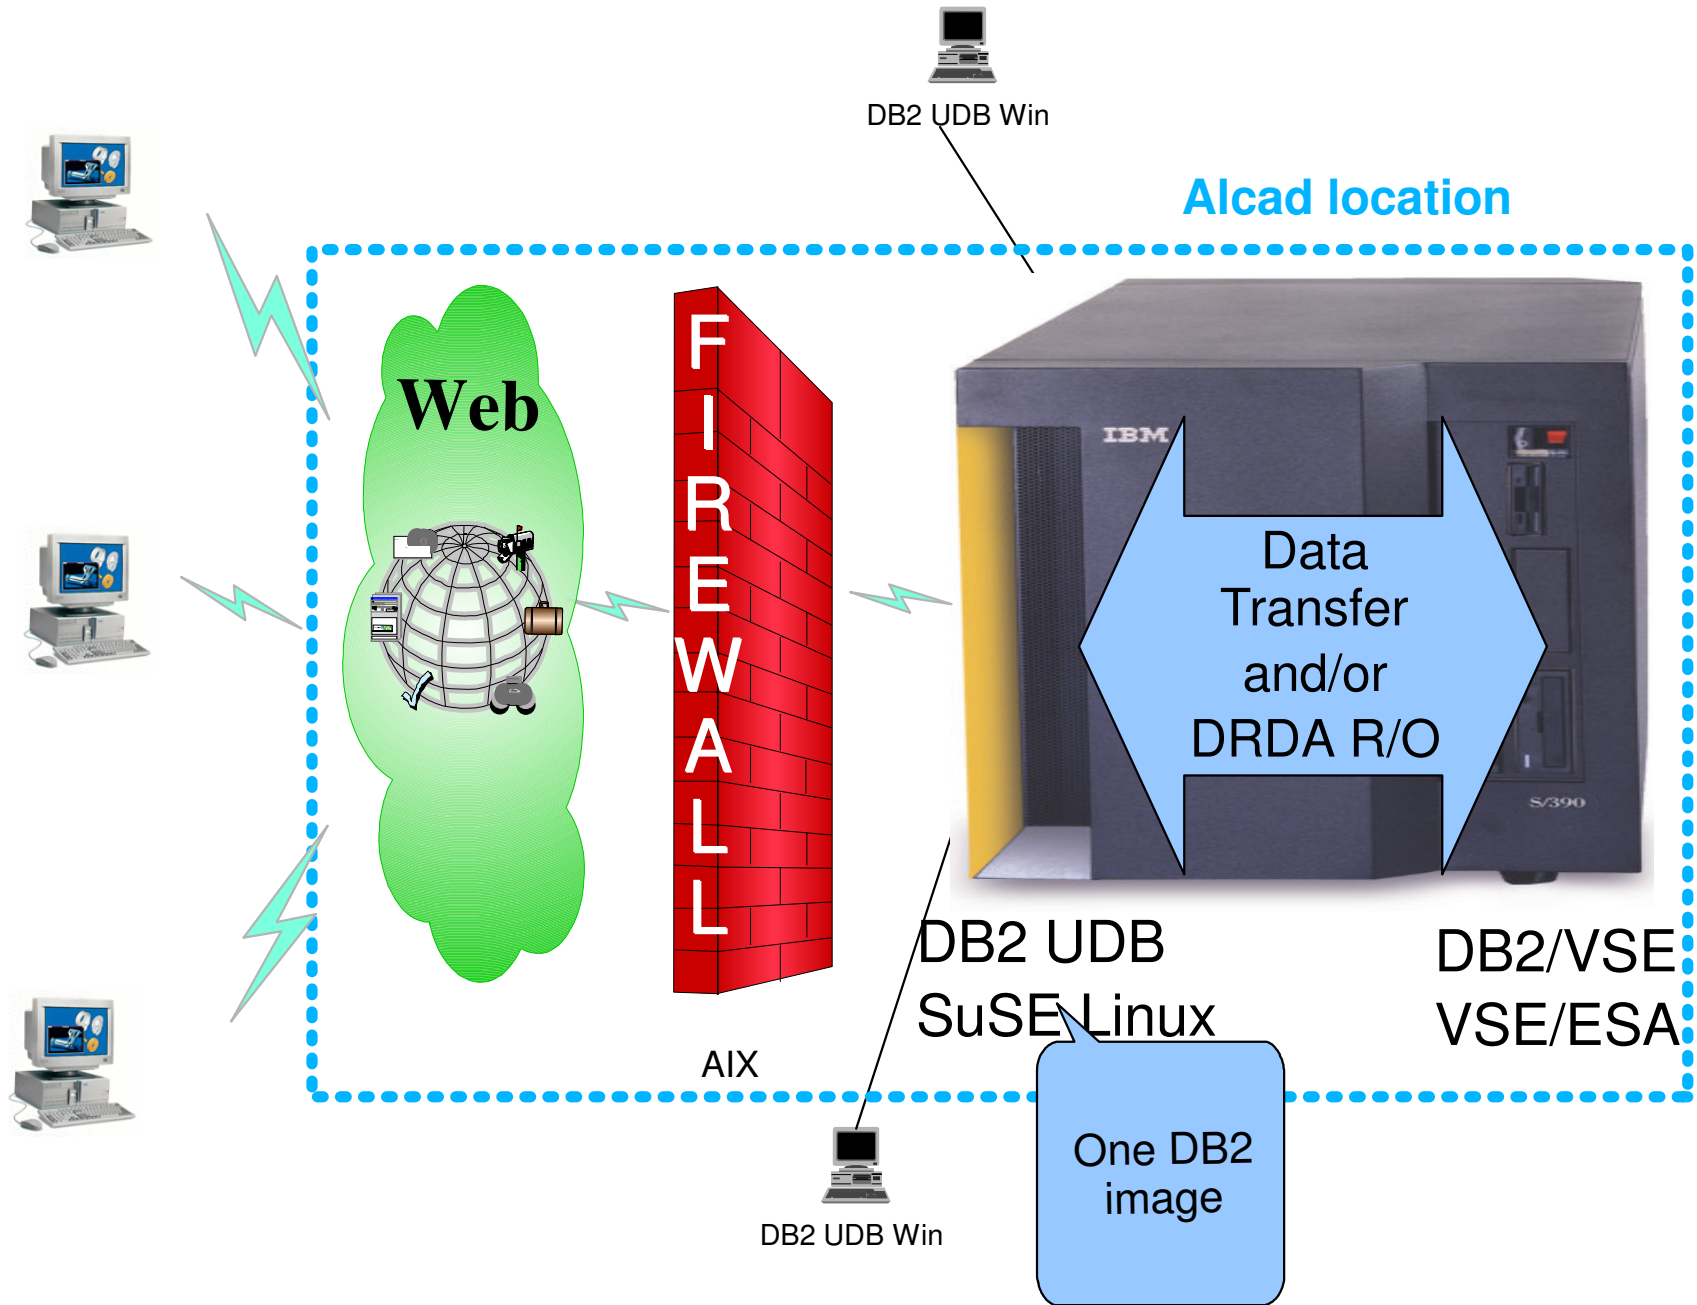 DB2 UDB Win
Alcad location
Web
FIREWALL
IBM
Data
Transfer
and/or
DRDA R/O
S/390
DB2 UDB
SuSE Linux
DB2/VSE
VSE/ESA
AIX
One DB2
image
DB2 UDB Win